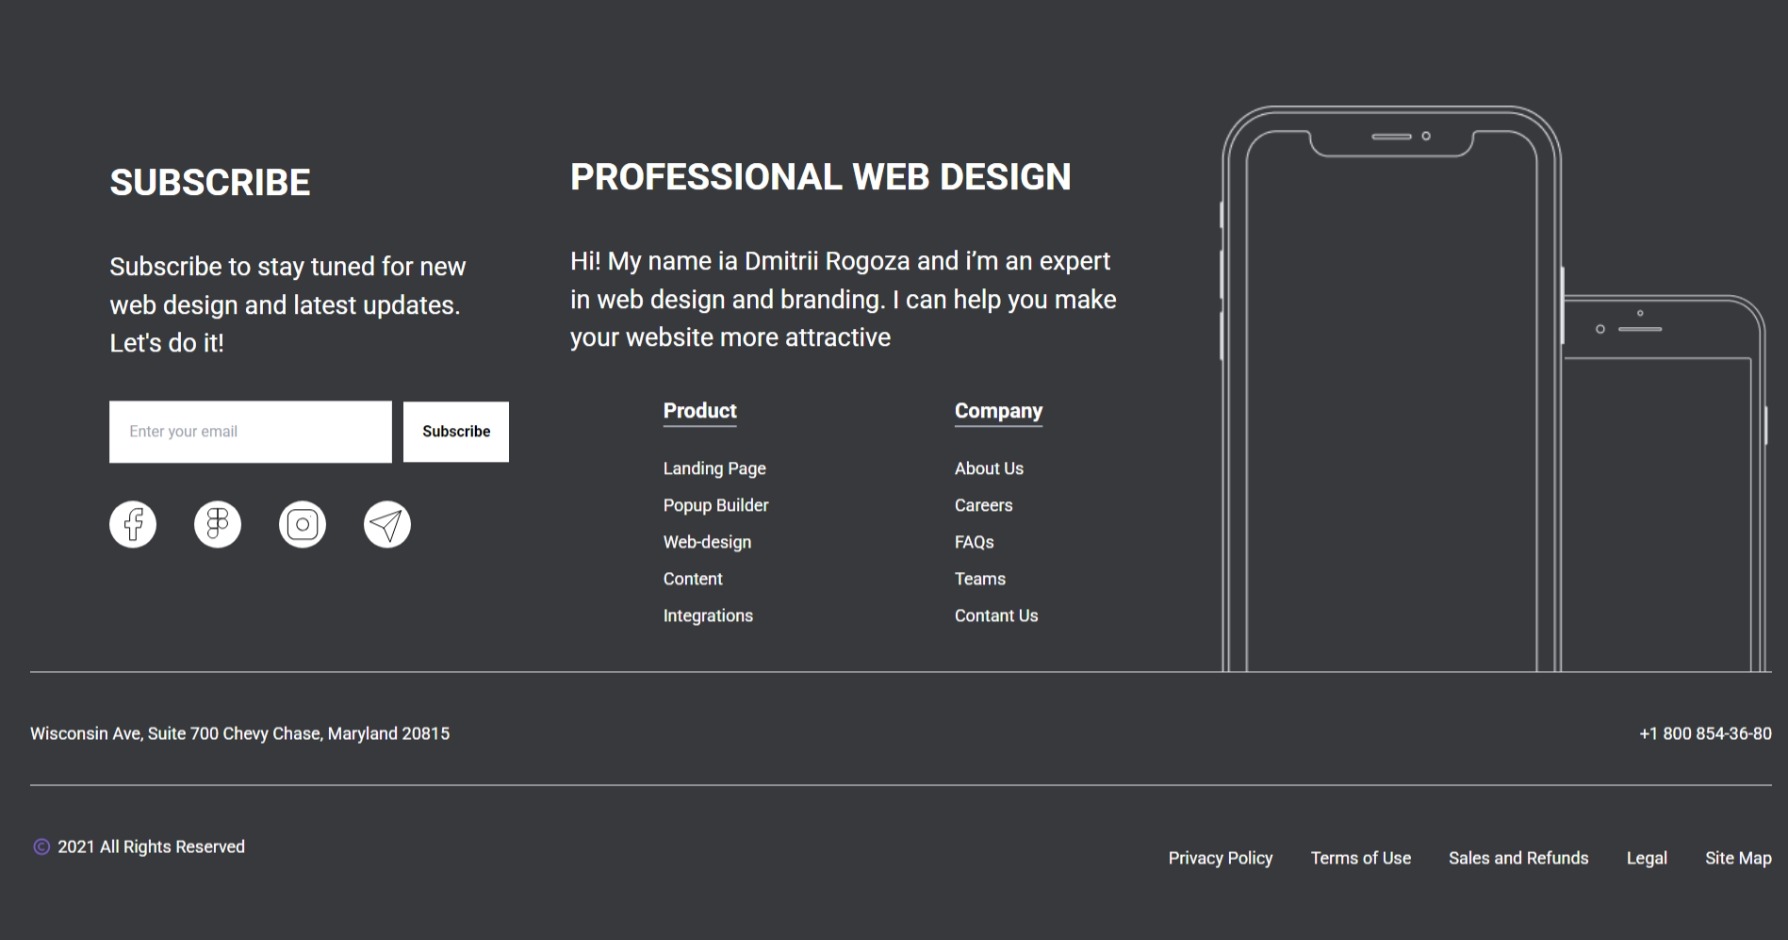 SUBSCRIBE
Subscribe to stay tuned for new
web design and latest updates.
Let's do it!
Enter your email
Subscribe
PROFESSIONAL WEB DESIGN
Hi! My name ia Dmitrii Rogoza and i’m an expert
in web design and branding. I can help you make
your website more attractive
Product
Landing Page
Popup Builder
Web-design
Content
Integrations
Company
About Us
Careers
FAQs
Teams
Contant Us
Wisconsin Ave, Suite 700 Chevy Chase, Maryland 20815
+1 800 854-36-80
© 2021 All Rights Reserved
Privacy Policy
Terms of Use
Sales and Refunds
Legal
Site Map